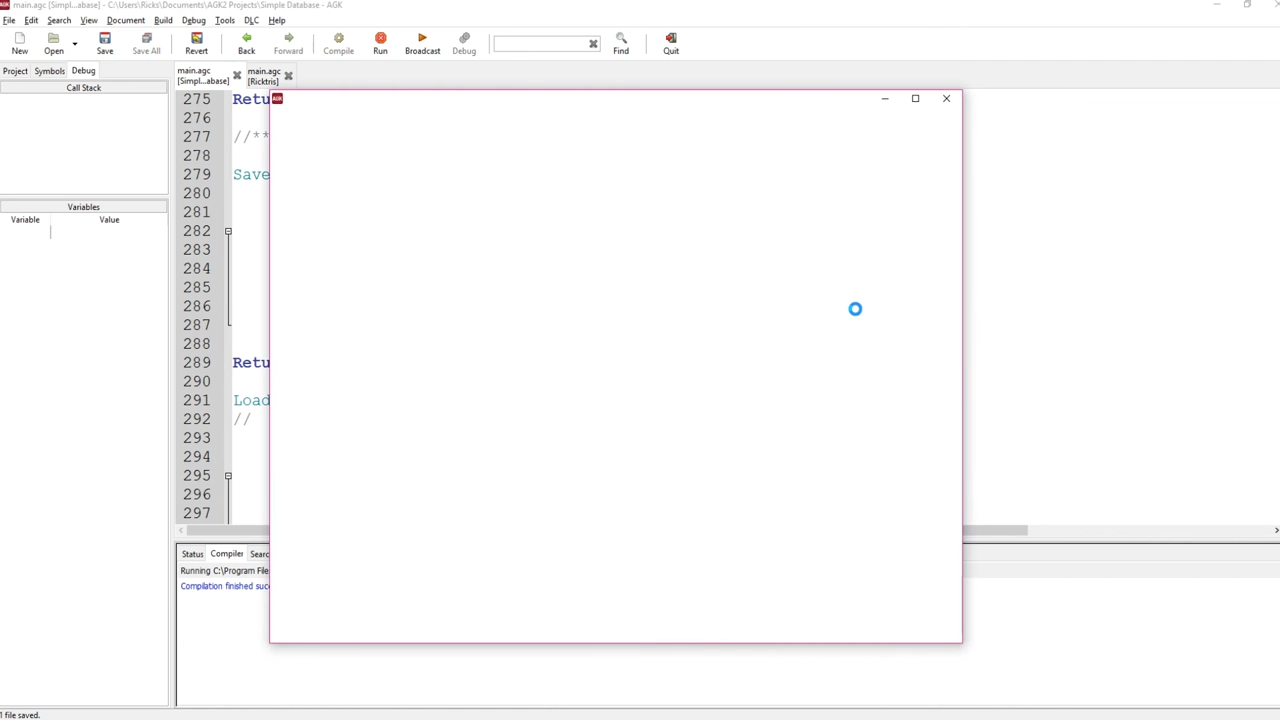 main.agc [Simpl...abase] - C:\Users\Ricks\Documents\AGK2 Projects\Simple Database - AGK
File Edit Search View Document Build Debug Tools DLC Help
New Open Save Save All Revert Back Forward Compile Run Broadcast Debug Find Quit
Project Symbols Debug
main.agc
[Simpl...abase]
main.agc
[Ricktris]
Call Stack
Variables
Variable Value
275 Retu
276
277 //**
278
279 Save
280
281
282
283
284
285
286
287
288
289 Retu
290
291 Load
292 //
293
294
295
296
297
AGK
Status Compiler Searc
Running C:\Program File
Compilation finished succ
1 file saved.